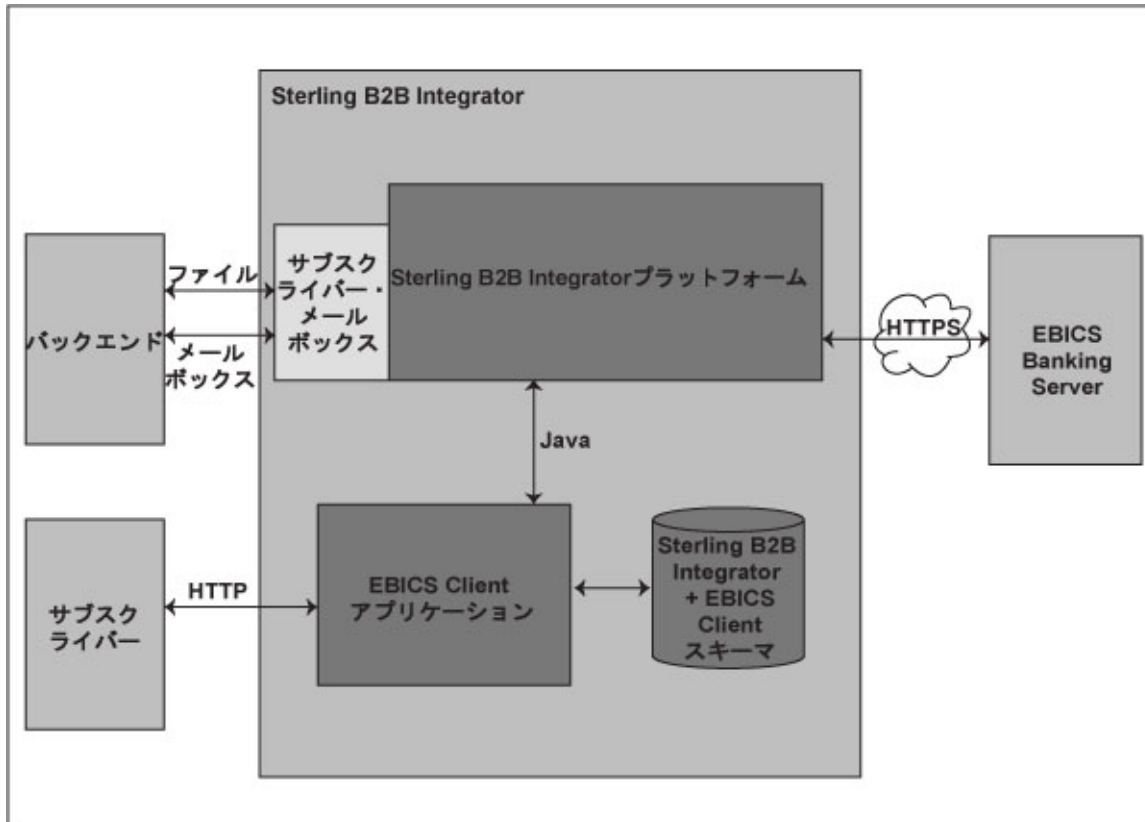 Sterling B2B Integrator
サブスク
ライバー・
メール
ボックス
Sterling B2B Integratorプラットフォーム
ファイル
バックエンド
メール
ボックス
HTTPS
EBICS
Banking
Server
Java
EBICS Client
アプリケーション
Sterling B2B
Integrator
+ EBICS
Client
スキーマ
HTTP
サブスク
ライバー